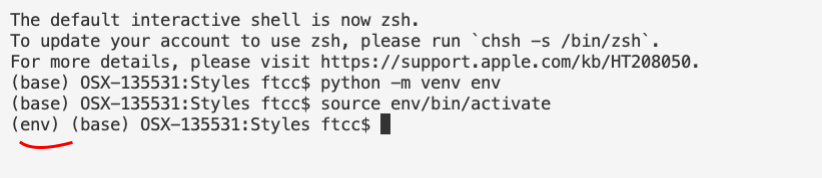 The default interactive shell is now zsh.
To update your account to use zsh, please run `chsh -s /bin/zsh`.
For more details, please visit https://support.apple.com/kb/HT208050.
(base) OSX-135531:Styles ftcc$ python -m venv env
(base) OSX-135531:Styles ftcc$ source env/bin/activate
(env) (base) OSX-135531:Styles ftcc$